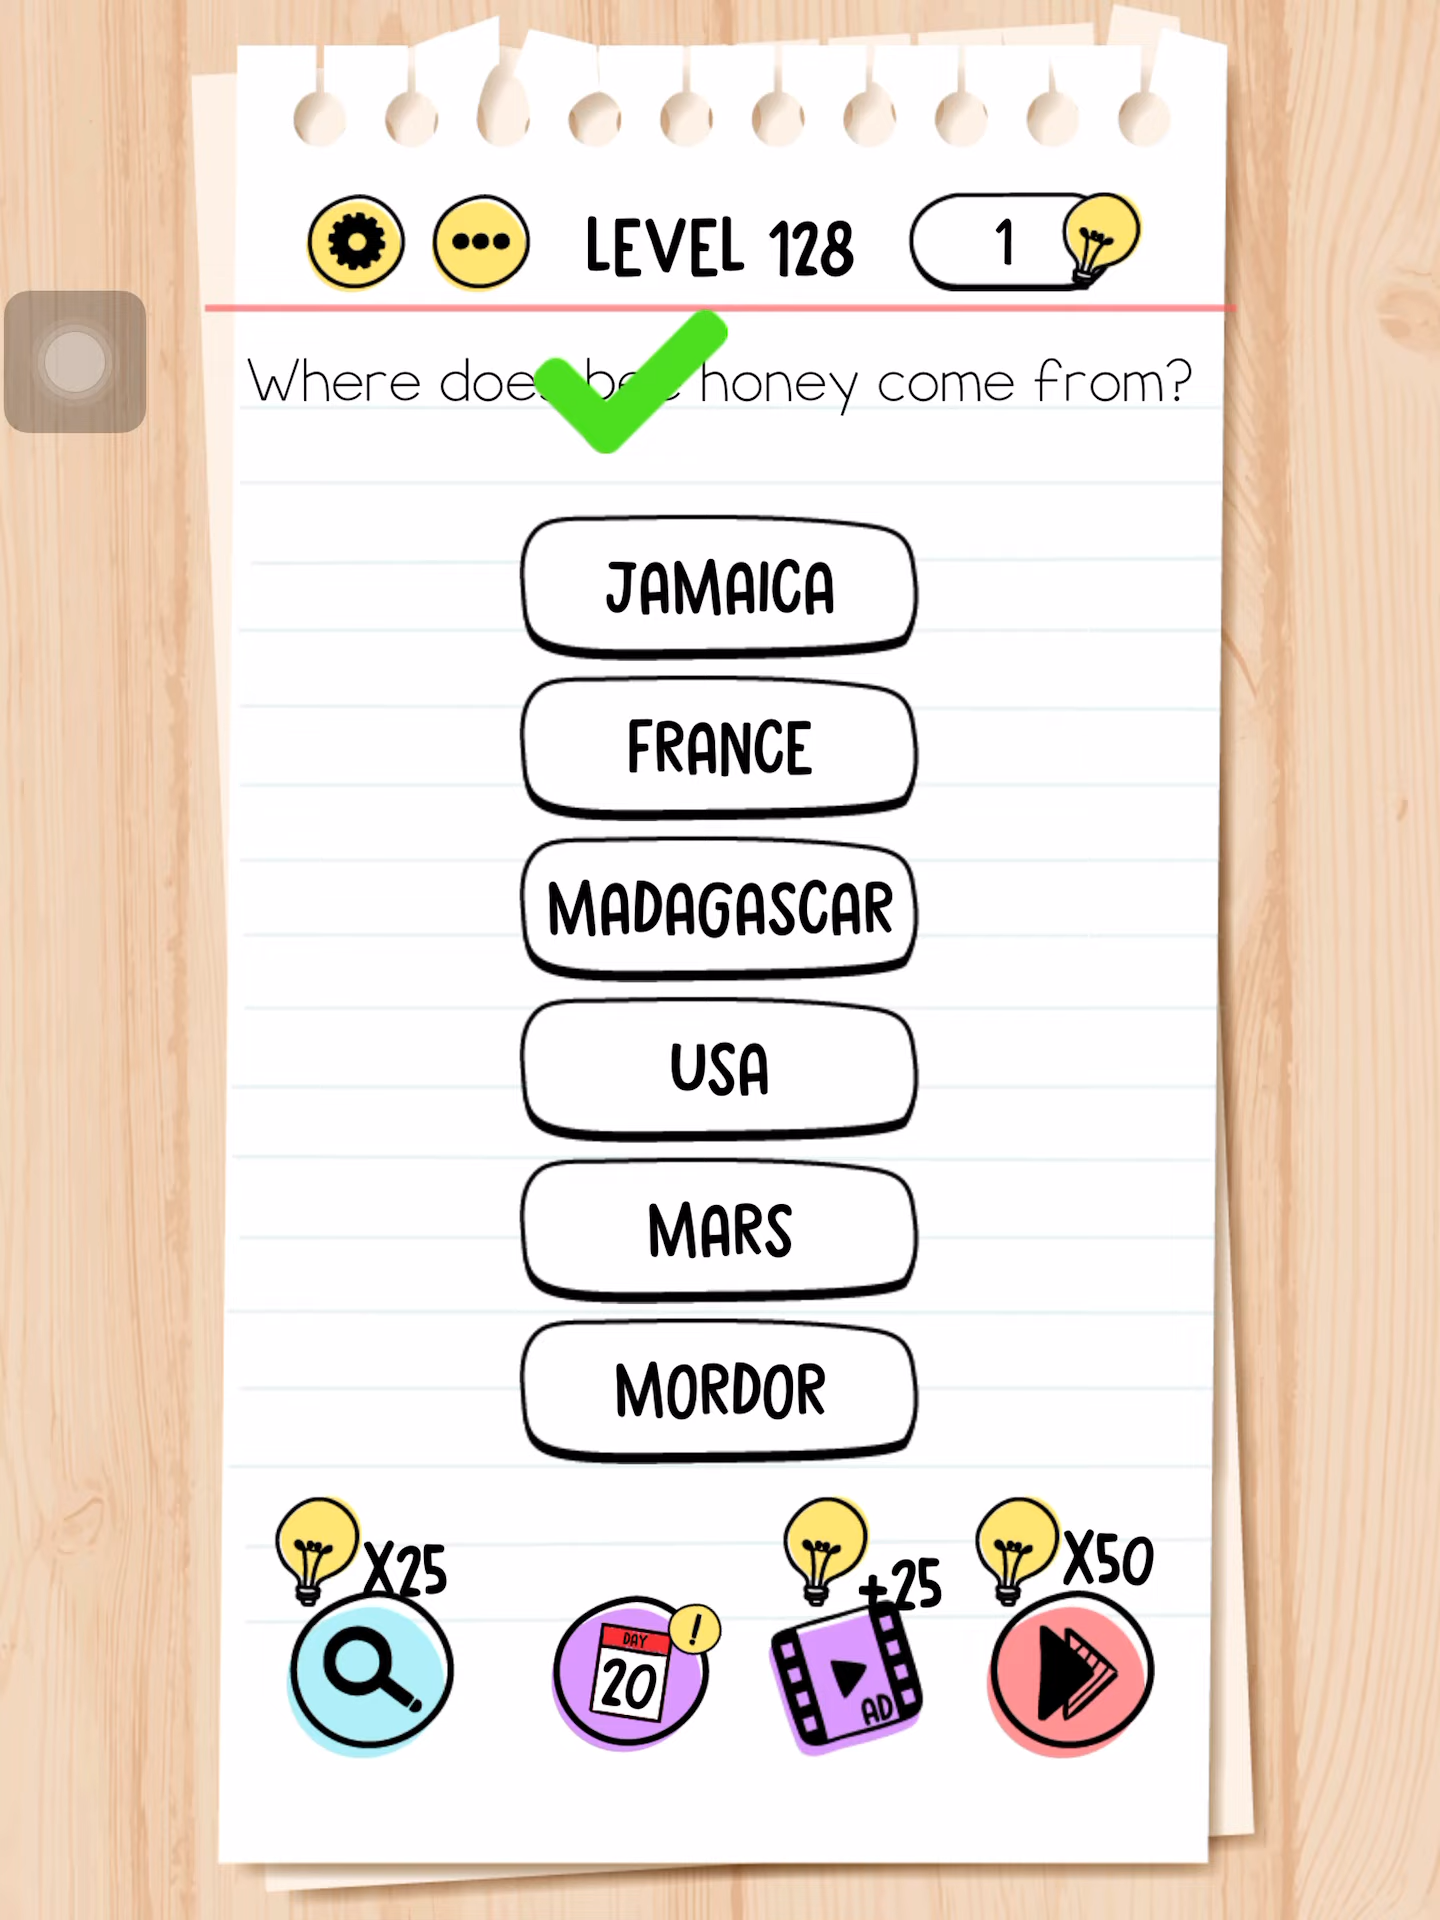 LEVEL 128
1
Where does bee honey come from?
JAMAICA
FRANCE
MADAGASCAR
USA
MARS
MORDOR
X25
+25
X50
DAY
20
!
AD